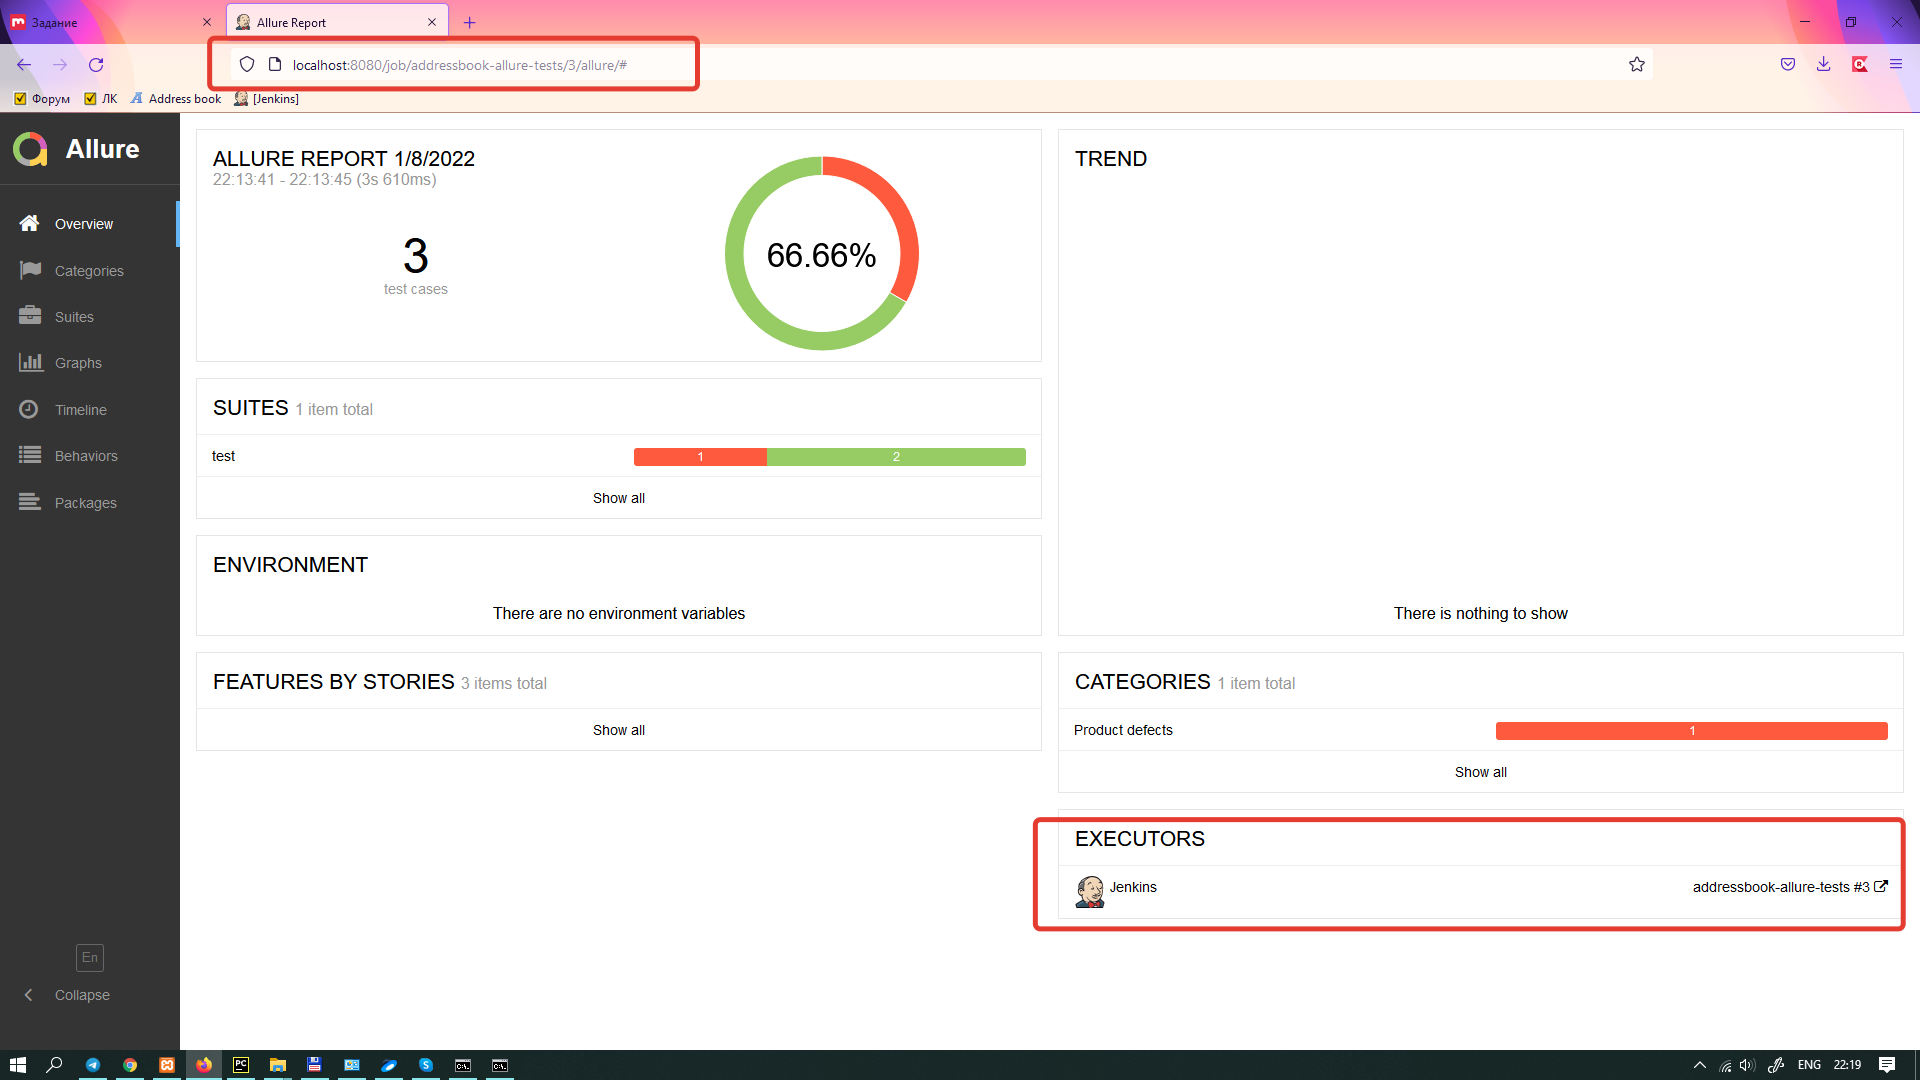 Задание
Allure Report
localhost:8080/job/addressbook-allure-tests/3/allure/#
Форум
ЛК
Address book
[Jenkins]
Allure
Overview
Categories
Suites
Graphs
Timeline
Behaviors
Packages
En
Collapse
ALLURE REPORT 1/8/2022
22:13:41 - 22:13:45 (3s 610ms)
3
test cases
66.66%
SUITES 1 item total
test
1
2
Show all
ENVIRONMENT
There are no environment variables
FEATURES BY STORIES 3 items total
Show all
TREND
There is nothing to show
CATEGORIES 1 item total
Product defects
1
Show all
EXECUTORS
Jenkins
addressbook-allure-tests #3
PC
C:\.
C:\.
ENG
22:19